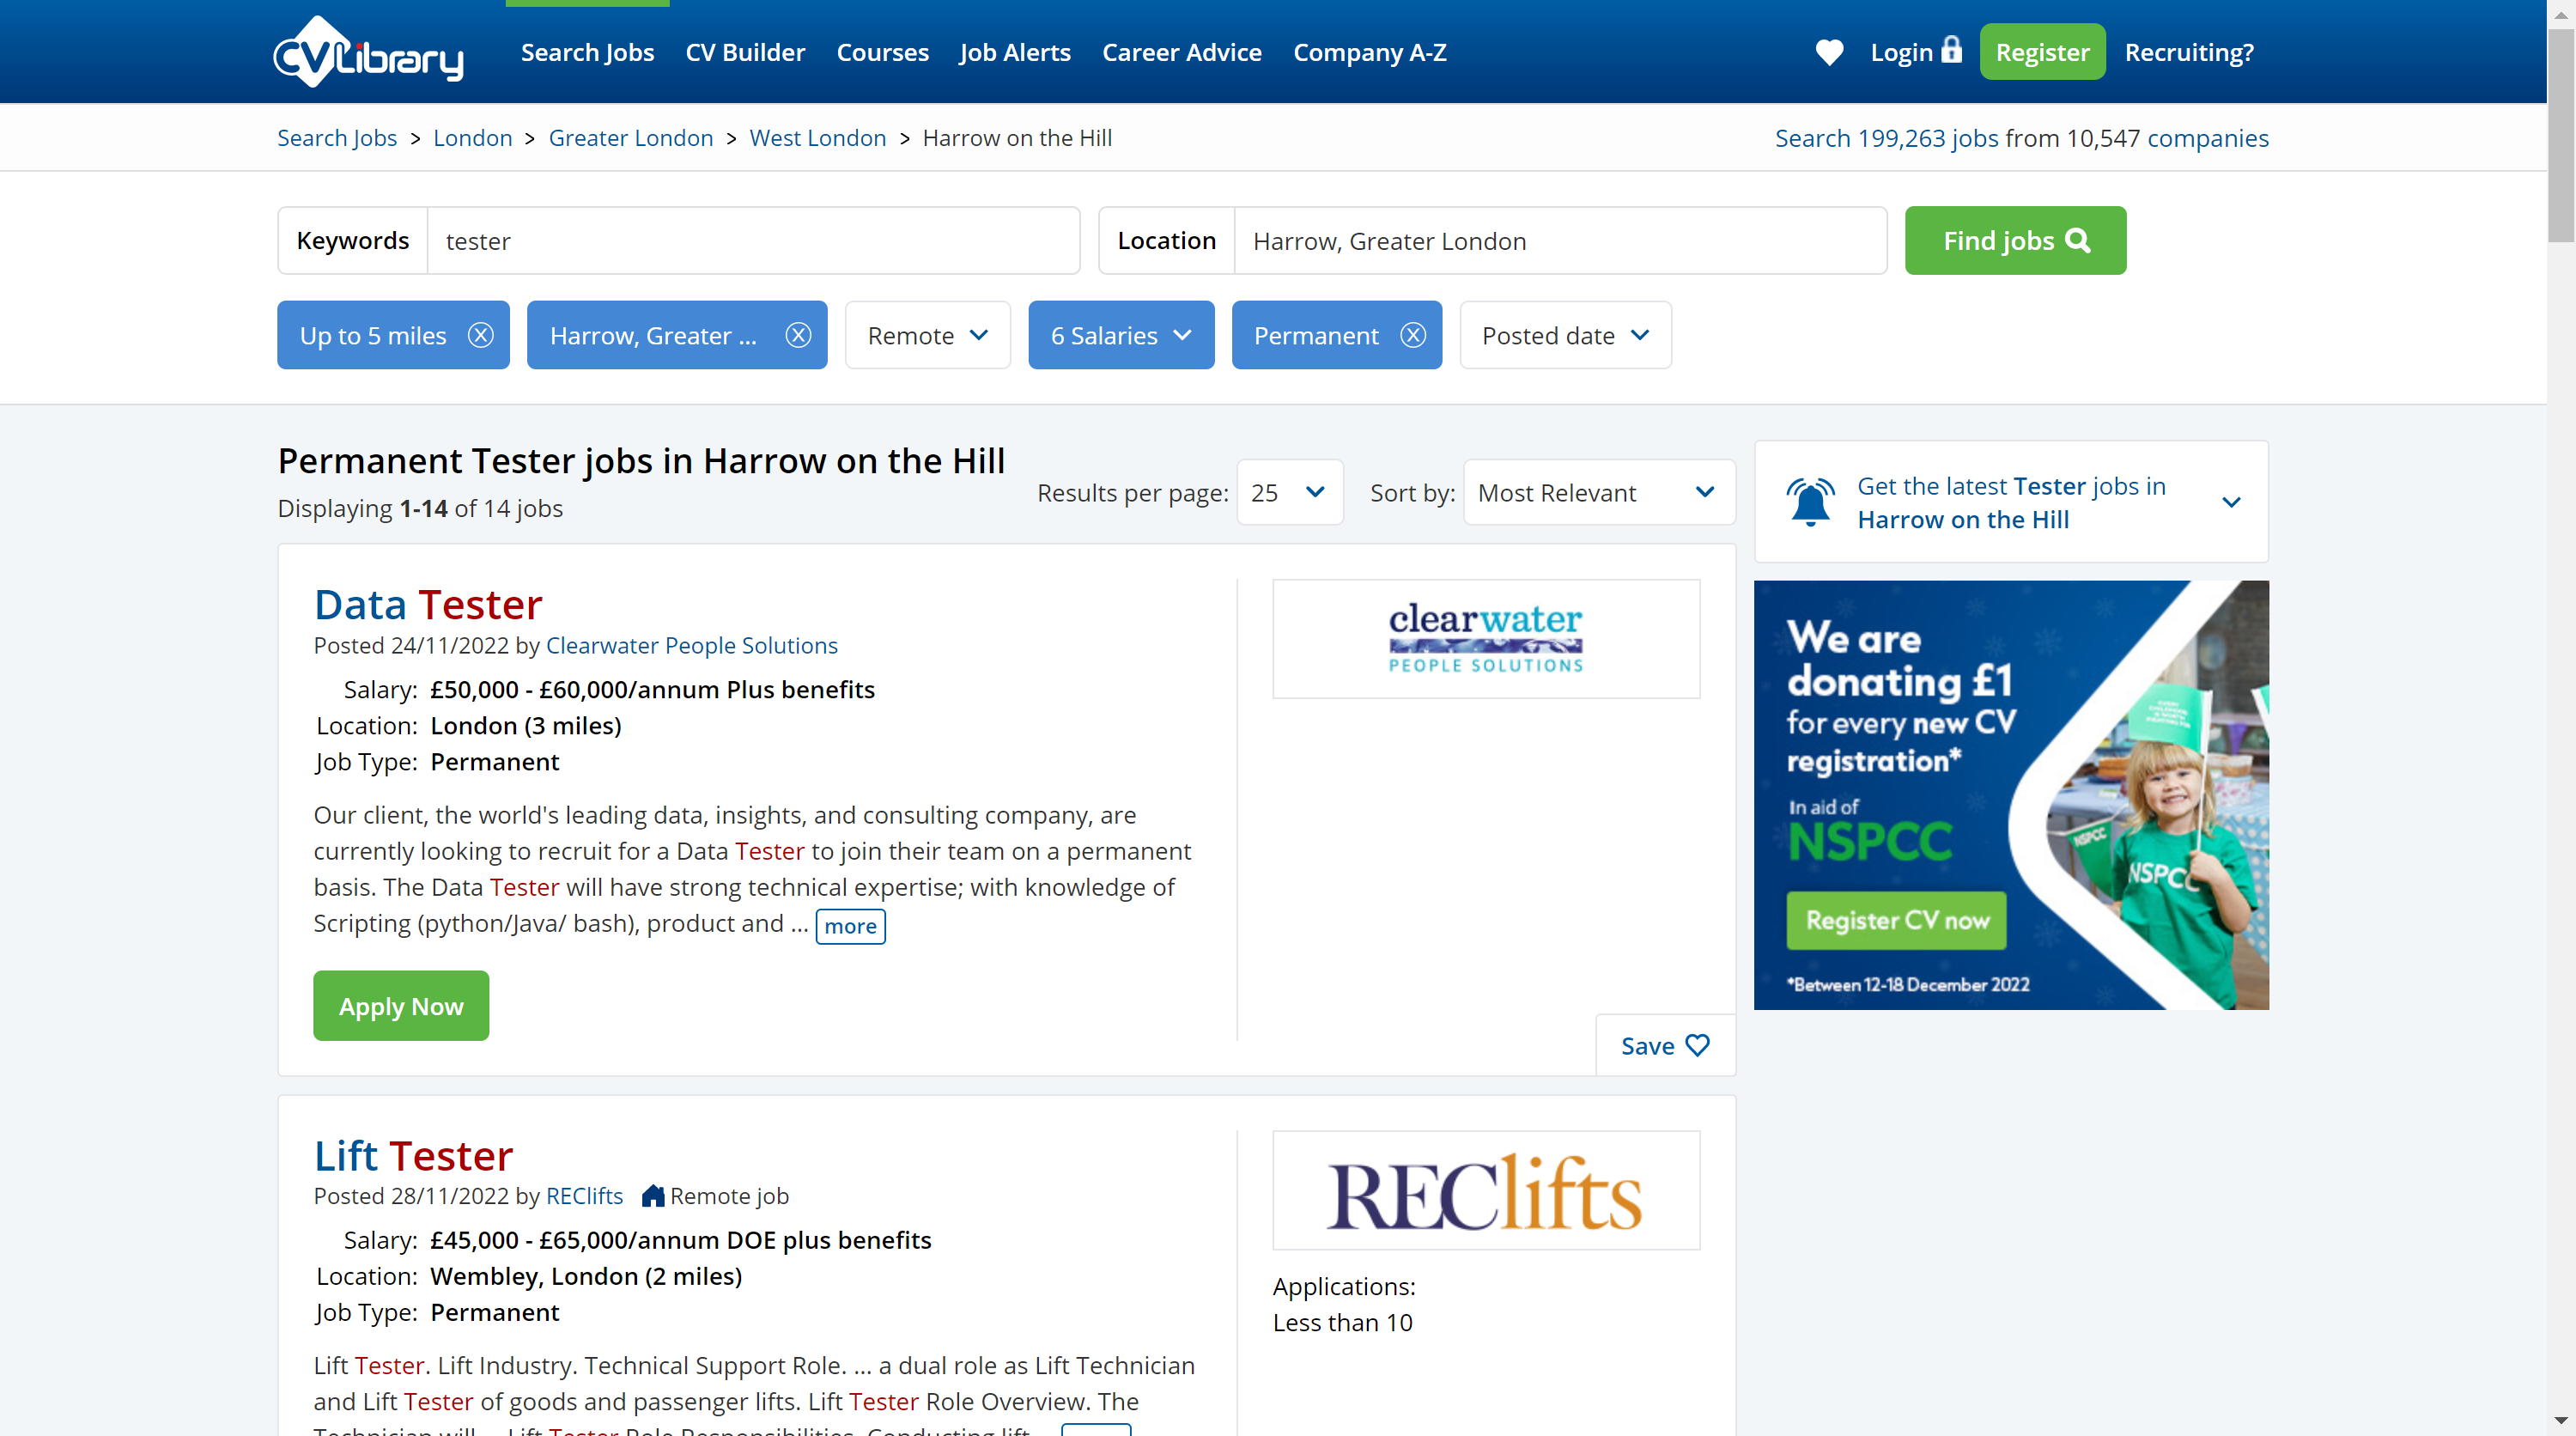 CVLibrary
Search Jobs CV Builder Courses Job Alerts Career Advice Company A-Z
Login Register Recruiting?
Search Jobs > London > Greater London > West London > Harrow on the Hill
Search 199,263 jobs from 10,547 companies
Keywords tester
Location Harrow, Greater London
Find jobs
Up to 5 miles
Harrow, Greater ...
Remote
6 Salaries
Permanent
Posted date
Permanent Tester jobs in Harrow on the Hill
Displaying 1-14 of 14 jobs
Results per page: 25
Sort by: Most Relevant
Data Tester
Posted 24/11/2022 by Clearwater People Solutions
Salary: £50,000 - £60,000/annum Plus benefits
Location: London (3 miles)
Job Type: Permanent
Our client, the world's leading data, insights, and consulting company, are
currently looking to recruit for a Data Tester to join their team on a permanent
basis. The Data Tester will have strong technical expertise; with knowledge of
Scripting (python/Java/ bash), product and ... more
Apply Now
clearwater
PEOPLE SOLUTIONS
Save
Lift Tester
Posted 28/11/2022 by REClifts Remote job
Salary: £45,000 - £65,000/annum DOE plus benefits
Location: Wembley, London (2 miles)
Job Type: Permanent
Lift Tester. Lift Industry. Technical Support Role. ... a dual role as Lift Technician
and Lift Tester of goods and passenger lifts. Lift Tester Role Overview. The
Technician will ... Lift Tester Role Responsibilities. Conducting lift
REClifts
Applications:
Less than 10
Get the latest Tester jobs in
Harrow on the Hill
We are
donating £1
for every new CV
registration*
In aid of
NSPCC
Register CV now
*Between 12-18 December 2022
NSPCC
NSPCC